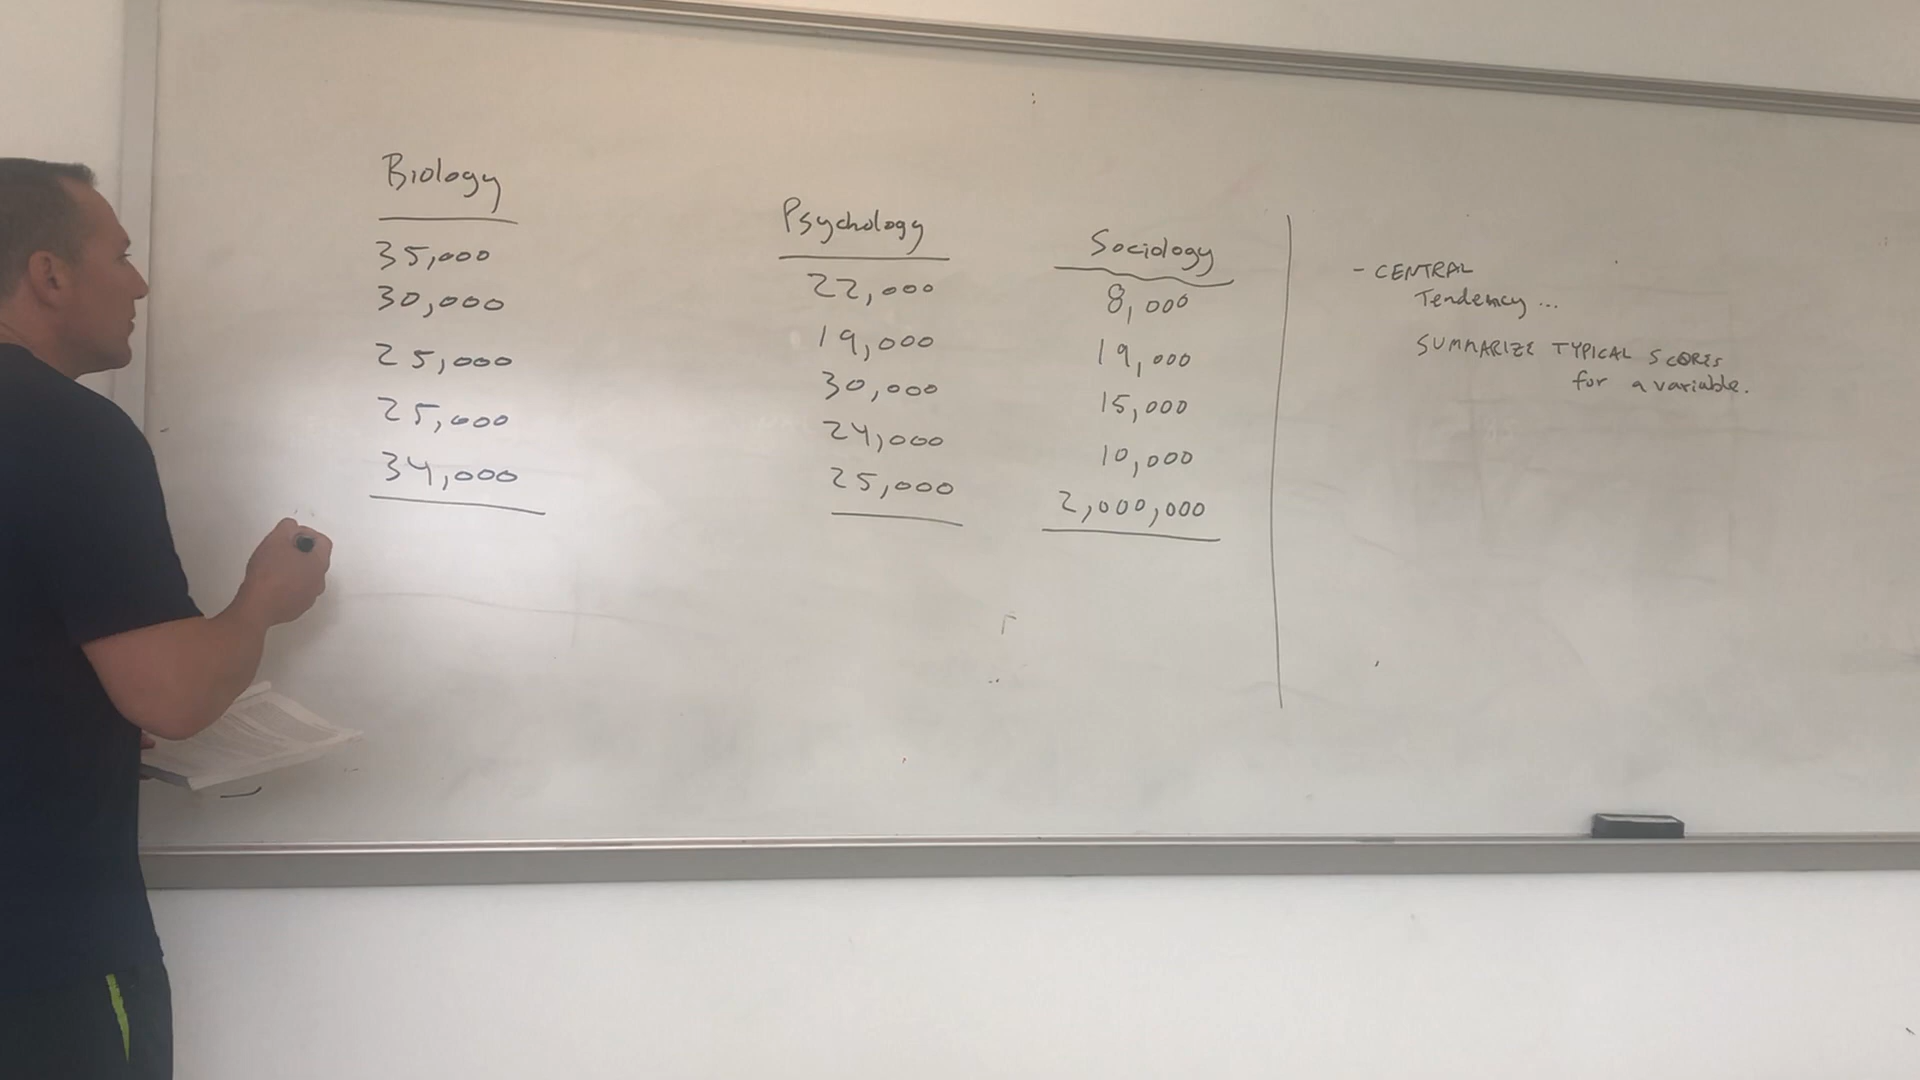 Biology
35,000
30,000
25,000
25,000
34,000
Psychology
22,000
19,000
30,000
24,000
25,000
Sociology
8,000
19,000
15,000
10,000
2,000,000
- CENTRAL
Tendency ...
SUMMARIZE TYPICAL SCORES
for a variable.